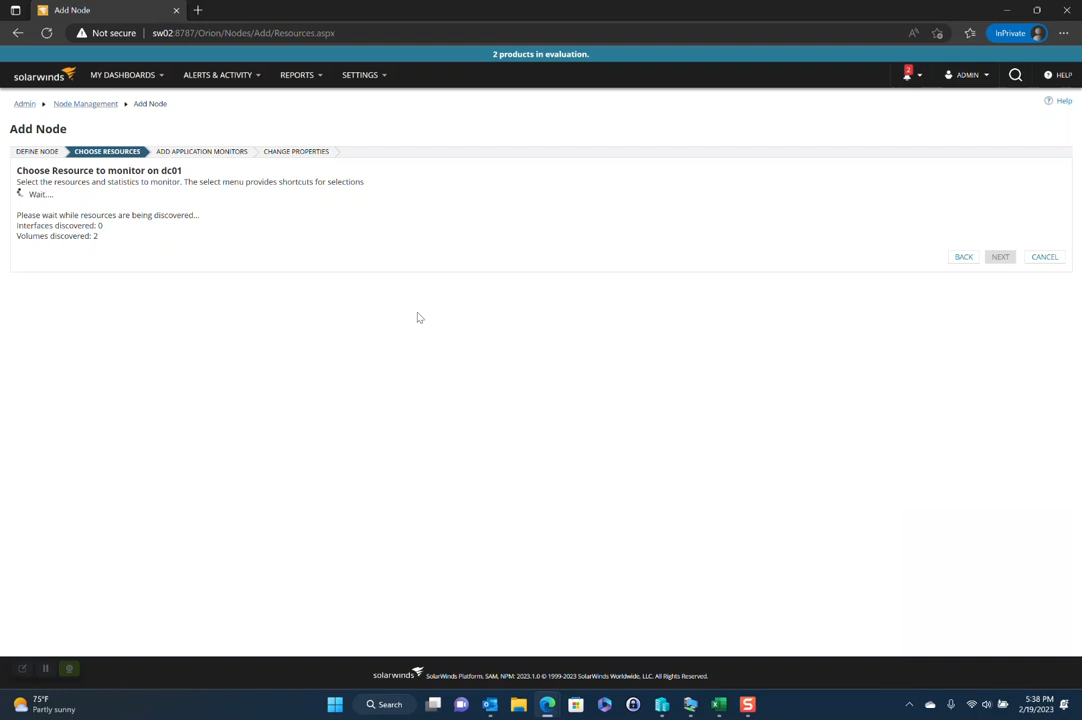 Add Node
Not secure | sw02:8787/Orion/Nodes/Add/Resources.aspx
InPrivate
2 products in evaluation.
solarwinds MY DASHBOARDS ALERTS & ACTIVITY REPORTS SETTINGS 2 ADMIN HELP
Admin Node Management Add Node Help
Add Node
DEFINE NODE CHOOSE RESOURCES ADD APPLICATION MONITORS CHANGE PROPERTIES
Choose Resource to monitor on dc01
Select the resources and statistics to monitor. The select menu provides shortcuts for selections
Wait....
Please wait while resources are being discovered...
Interfaces discovered: 0
Volumes discovered: 2
BACK NEXT CANCEL
solarwinds SolarWinds Platform, SAM, NPM: 2023.1.0 © 1999-2023 SolarWinds Worldwide, LLC. All Rights Reserved.
75°F
Partly sunny
Search
5:38 PM
2/19/2023